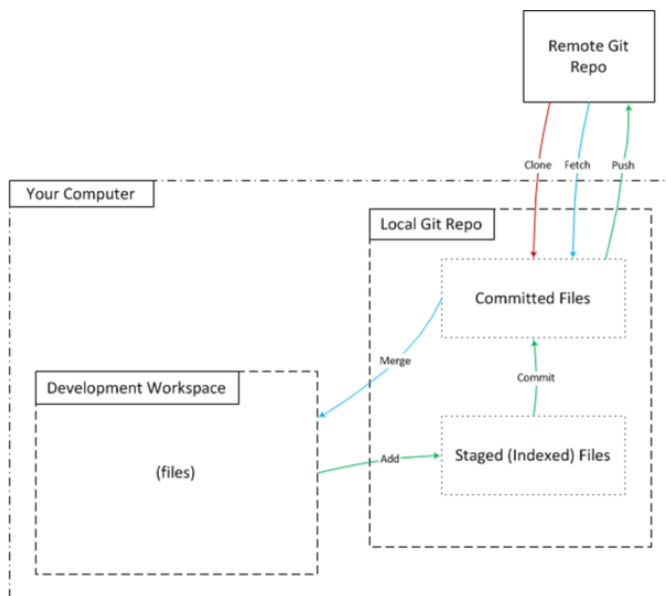 Remote Git
Repo
Clone
Fetch
Push
Your Computer
Local Git Repo
Committed Files
Merge
Commit
Development Workspace
(files)
Add
Staged (Indexed) Files